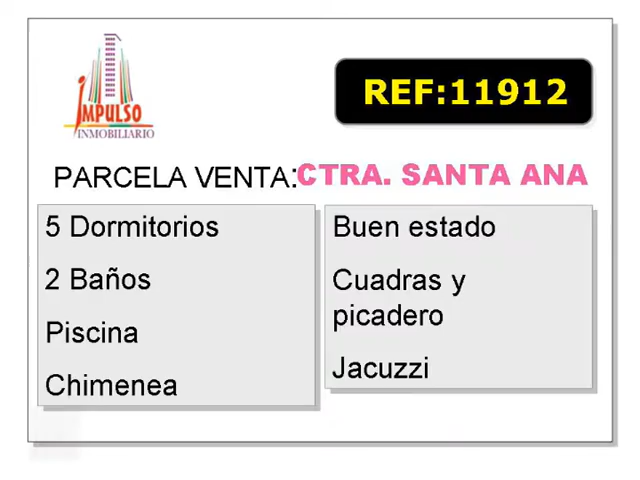 IMPULSO
INMOBILIARIO
REF:11912
PARCELA VENTA:CTRA. SANTA ANA
5 Dormitorios
2 Baños
Piscina
Chimenea
Buen estado
Cuadras y
picadero
Jacuzzi